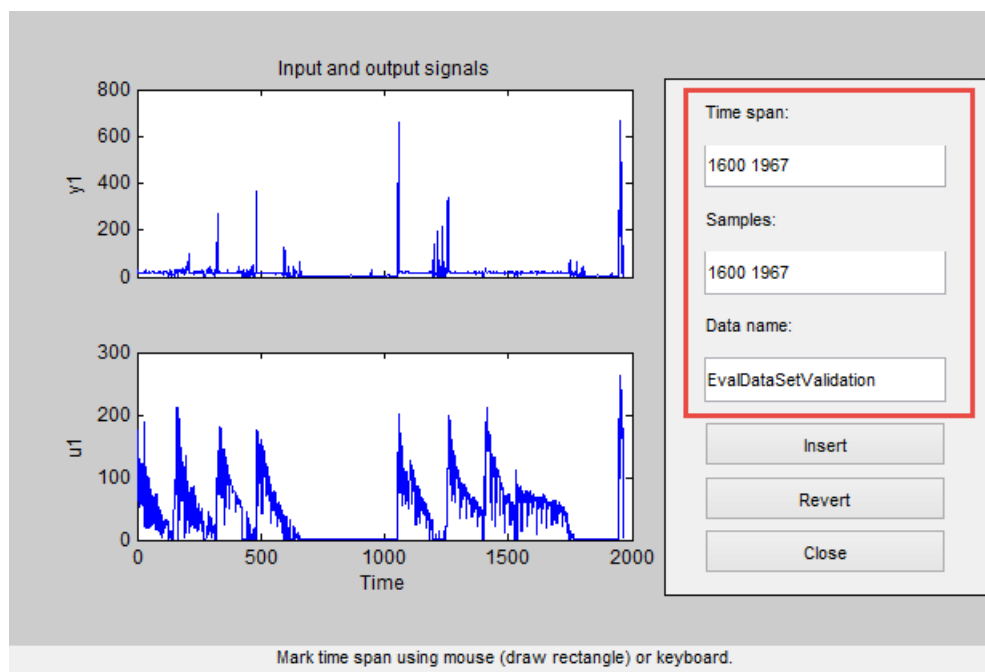 Input and output signals
800
600
400
200
0
y1
300
200
100
0
u1
0 500 1000 1500 2000
Time
Time span:
1600 1967
Samples:
1600 1967
Data name:
EvalDataSetValidation
Insert
Revert
Close
Mark time span using mouse (draw rectangle) or keyboard.